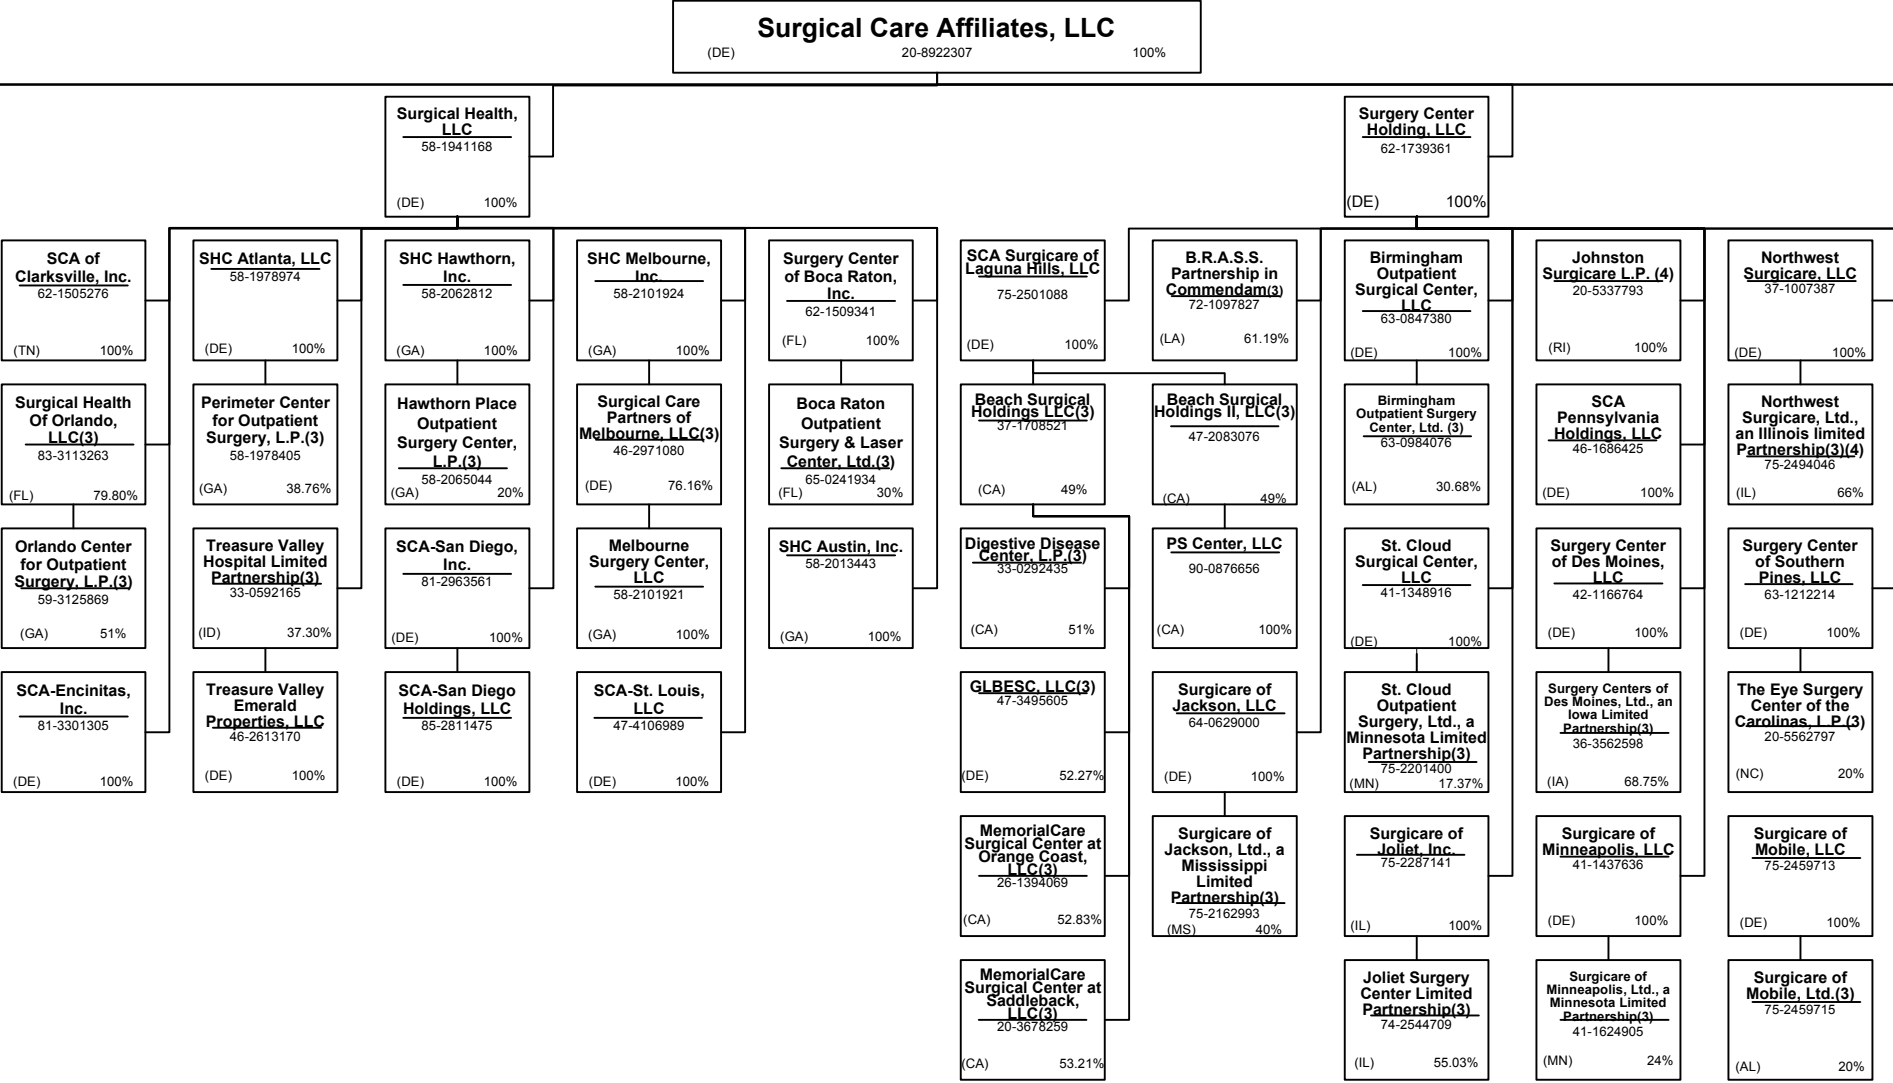 Surgical Care Affiliates, LLC
(DE) 20-8922307 100%
Surgical Health,
LLC
58-1941168
(DE) 100%
Surgery Center
Holding, LLC
62-1739361
(DE) 100%
SCA of
Clarksville, Inc.
62-1505276
(TN) 100%
SHC Atlanta, LLC
58-1978974
(DE) 100%
SHC Hawthorn,
Inc.
58-2062812
(GA) 100%
SHC Melbourne,
Inc.
58-2101924
(GA) 100%
Surgery Center
of Boca Raton,
Inc.
62-1509341
(FL) 100%
SCA Surgicare of
Laguna Hills, LLC
75-2501088
(DE) 100%
B.R.A.S.S.
Partnership in
Commendam(3)
72-1097827
(LA) 61.19%
Birmingham
Outpatient
Surgical Center,
LLC
63-0847380
(DE) 100%
Johnston
Surgicare L.P. (4)
20-5337793
(RI) 100%
Northwest
Surgicare, LLC
37-1007387
(DE) 100%
Surgical Health
Of Orlando,
LLC(3)
83-3113263
(FL) 79.80%
Perimeter Center
for Outpatient
Surgery, L.P.(3)
58-1978405
(GA) 38.76%
Hawthorn Place
Outpatient
Surgery Center,
L.P.(3)
58-2065044
(GA) 20%
Surgical Care
Partners of
Melbourne, LLC(3)
46-2971080
(DE) 76.16%
Boca Raton
Outpatient
Surgery & Laser
Center, Ltd.(3)
65-0241934
(FL) 30%
Beach Surgical
Holdings LLC(3)
37-1708521
(CA) 49%
Beach Surgical
Holdings II, LLC(3)
47-2083076
(CA) 49%
Birmingham
Outpatient Surgery
Center, Ltd. (3)
63-0984076
(AL) 30.68%
SCA
Pennsylvania
Holdings, LLC
46-1686425
(DE) 100%
Northwest
Surgicare, Ltd.,
an Illinois limited
Partnership(3)(4)
75-2494046
(IL) 66%
Orlando Center
for Outpatient
Surgery, L.P.(3)
59-3125869
(GA) 51%
Treasure Valley
Hospital Limited
Partnership(3)
33-0592165
(ID) 37.30%
SCA-San Diego,
Inc.
81-2963561
(DE) 100%
Melbourne
Surgery Center,
LLC
58-2101921
(GA) 100%
SHC Austin, Inc.
58-2013443
(GA) 100%
Digestive Disease
Center, L.P.(3)
33-0292435
(CA) 51%
PS Center, LLC
90-0876656
(CA) 100%
St. Cloud
Surgical Center,
LLC
41-1348916
(DE) 100%
Surgery Center
of Des Moines,
LLC
42-1166764
(DE) 100%
Surgery Center
of Southern
Pines, LLC
63-1212214
(DE) 100%
SCA-Encinitas,
Inc.
81-3301305
(DE) 100%
Treasure Valley
Emerald
Properties, LLC
46-2613170
(DE) 100%
SCA-San Diego
Holdings, LLC
85-2811475
(DE) 100%
SCA-St. Louis,
LLC
47-4106989
(DE) 100%
GLBESC, LLC(3)
47-3495605
(DE) 52.27%
Surgicare of
Jackson, LLC
64-0629000
(DE) 100%
St. Cloud
Outpatient
Surgery, Ltd., a
Minnesota Limited
Partnership(3)
75-2201400
(MN) 17.37%
Surgery Centers of
Des Moines, Ltd., an
Iowa Limited
Partnership(3)
36-3562598
(IA) 68.75%
The Eye Surgery
Center of the
Carolinas, L.P.(3)
20-5562797
(NC) 20%
MemorialCare
Surgical Center at
Orange Coast,
LLC(3)
26-1394069
(CA) 52.83%
Surgicare of
Jackson, Ltd., a
Mississippi
Limited
Partnership(3)
75-2162993
(MS) 40%
Surgicare of
Joliet, Inc.
75-2287141
(IL) 100%
Surgicare of
Minneapolis, LLC
41-1437636
(DE) 100%
Surgicare of
Mobile, LLC
75-2459713
(DE) 100%
MemorialCare
Surgical Center at
Saddleback,
LLC(3)
20-3678259
(CA) 53.21%
Joliet Surgery
Center Limited
Partnership(3)
74-2544709
(IL) 55.03%
Surgicare of
Minneapolis, Ltd., a
Minnesota Limited
Partnership(3)
41-1624905
(MN) 24%
Surgicare of
Mobile, Ltd.(3)
75-2459715
(AL) 20%